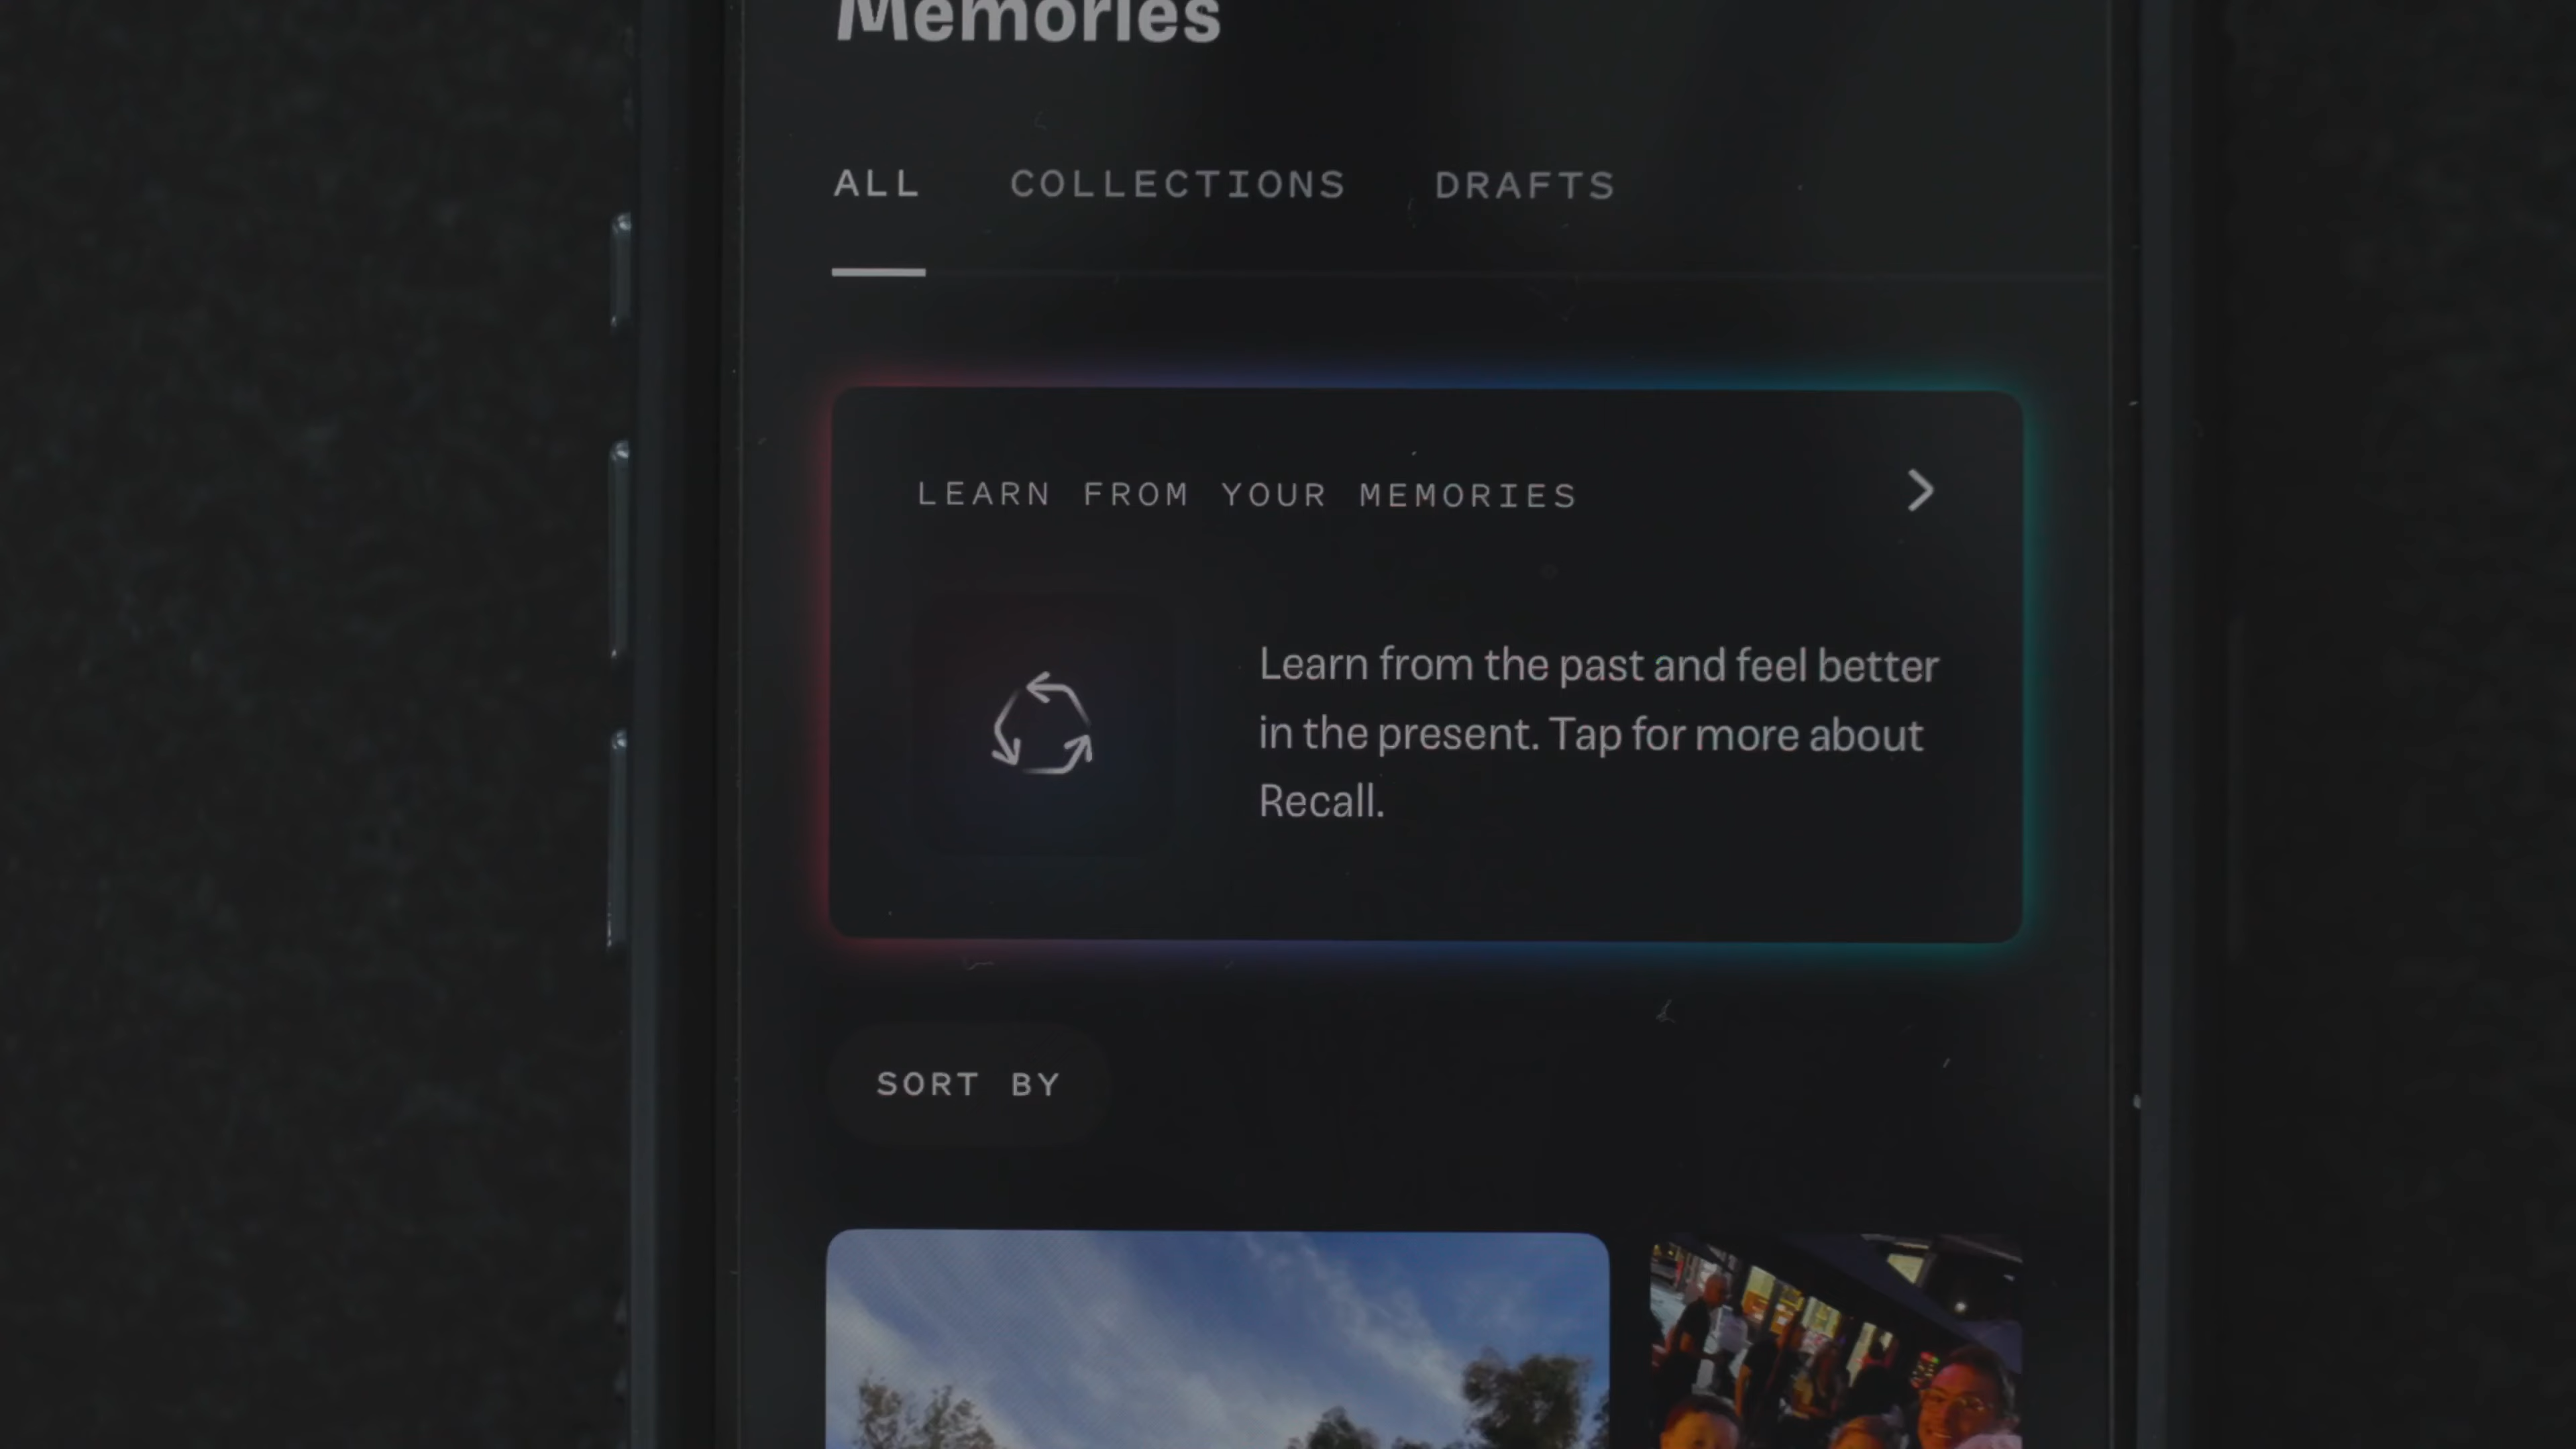 Memories
ALL
COLLECTIONS
DRAFTS
LEARN FROM YOUR MEMORIES
Learn from the past and feel better
in the present. Tap for more about
Recall.
SORT BY